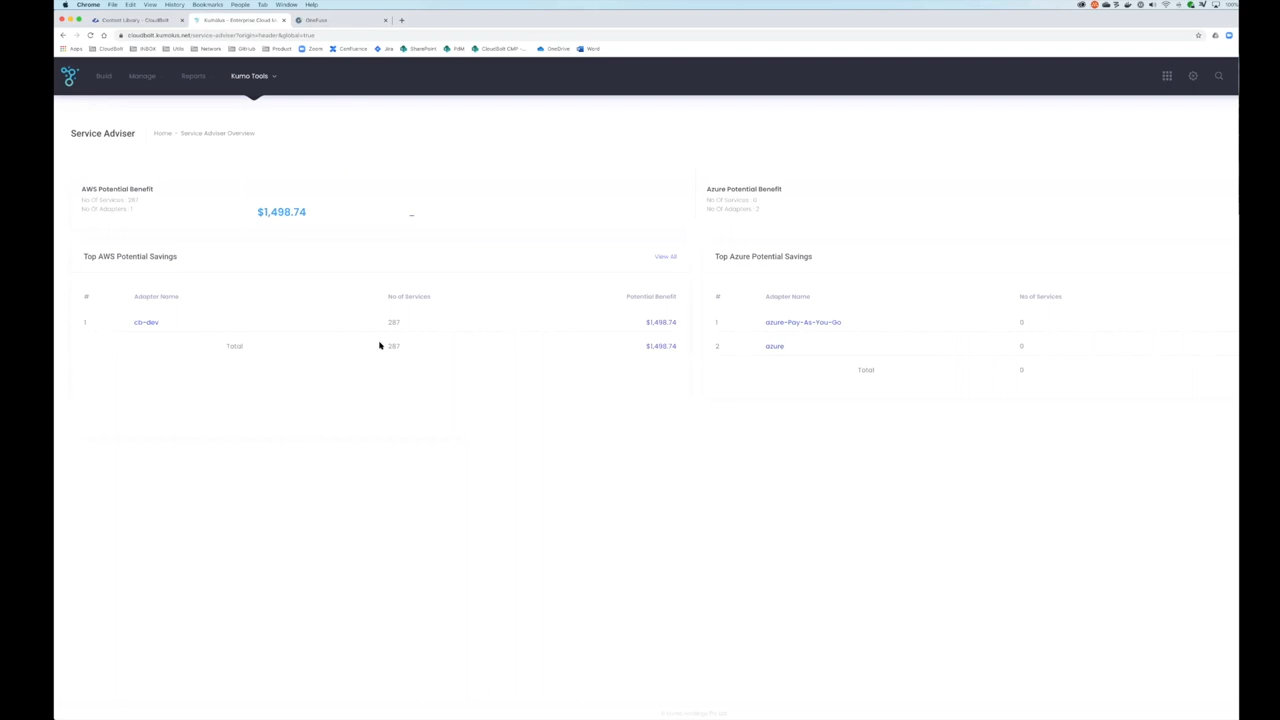 Chrome File Edit View History Bookmarks People Tab Window Help
100%
Content Library - CloudBolt
Kumolus - Enterprise Cloud M
OneFuse
cloudbolt.kumolus.net/service-adviser?origin=header&global=true
Apps CloudBolt INBOX Utils Network GitHub Product Zoom Confluence Jira SharePoint PdM CloudBolt CMP -... OneDrive Word
Build Manage Reports Kumo Tools
Service Adviser Home - Service Adviser Overview
AWS Potential Benefit
No Of Services : 287
No Of Adapters : 1
$1,498.74
–
Azure Potential Benefit
No Of Services : 0
No Of Adapters : 2
Top AWS Potential Savings View All
# Adapter Name No of Services Potential Benefit
1 cb-dev 287 $1,498.74
Total 287 $1,498.74
Top Azure Potential Savings
# Adapter Name No of Services
1 azure-Pay-As-You-Go 0
2 azure 0
Total 0